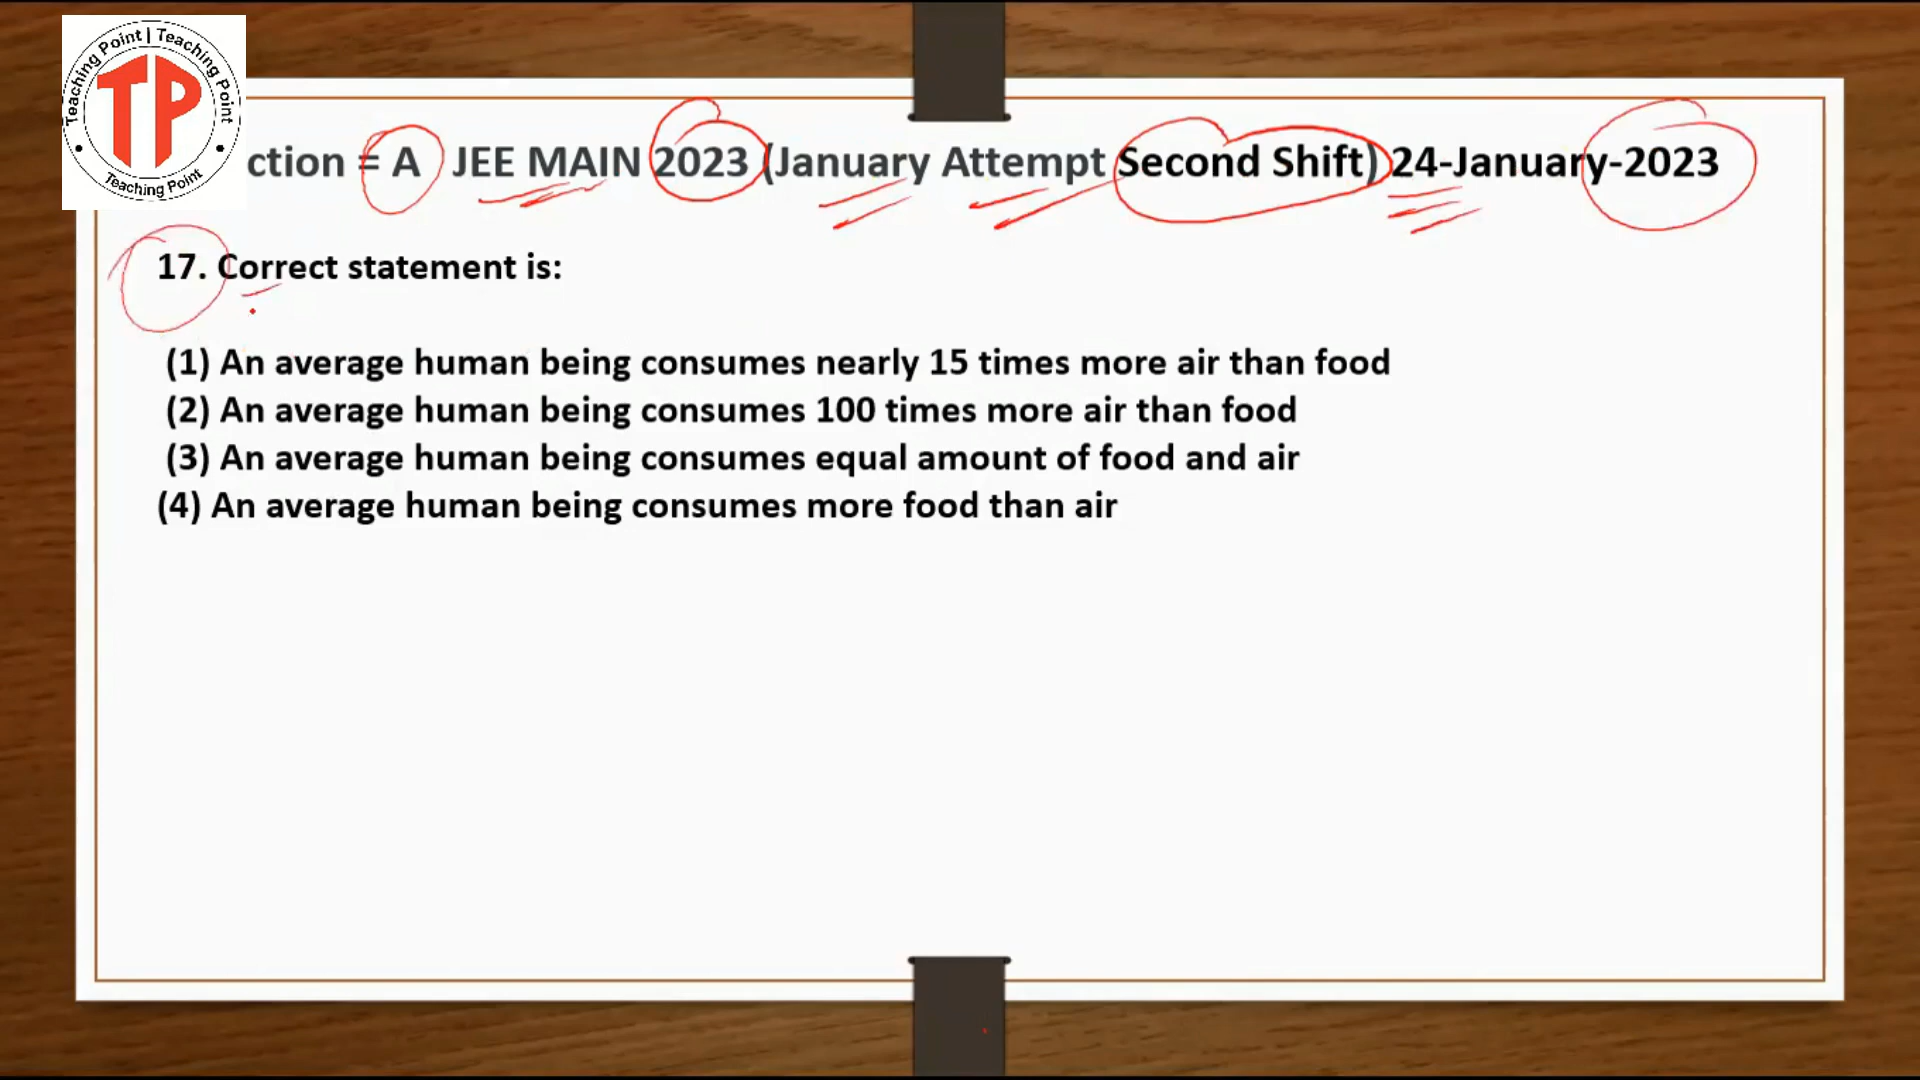 Teaching Point | Teaching Point
TP
Teaching Point
ction = A JEE MAIN 2023 (January Attempt Second Shift) 24-January-2023
17. Correct statement is:
(1) An average human being consumes nearly 15 times more air than food
(2) An average human being consumes 100 times more air than food
(3) An average human being consumes equal amount of food and air
(4) An average human being consumes more food than air